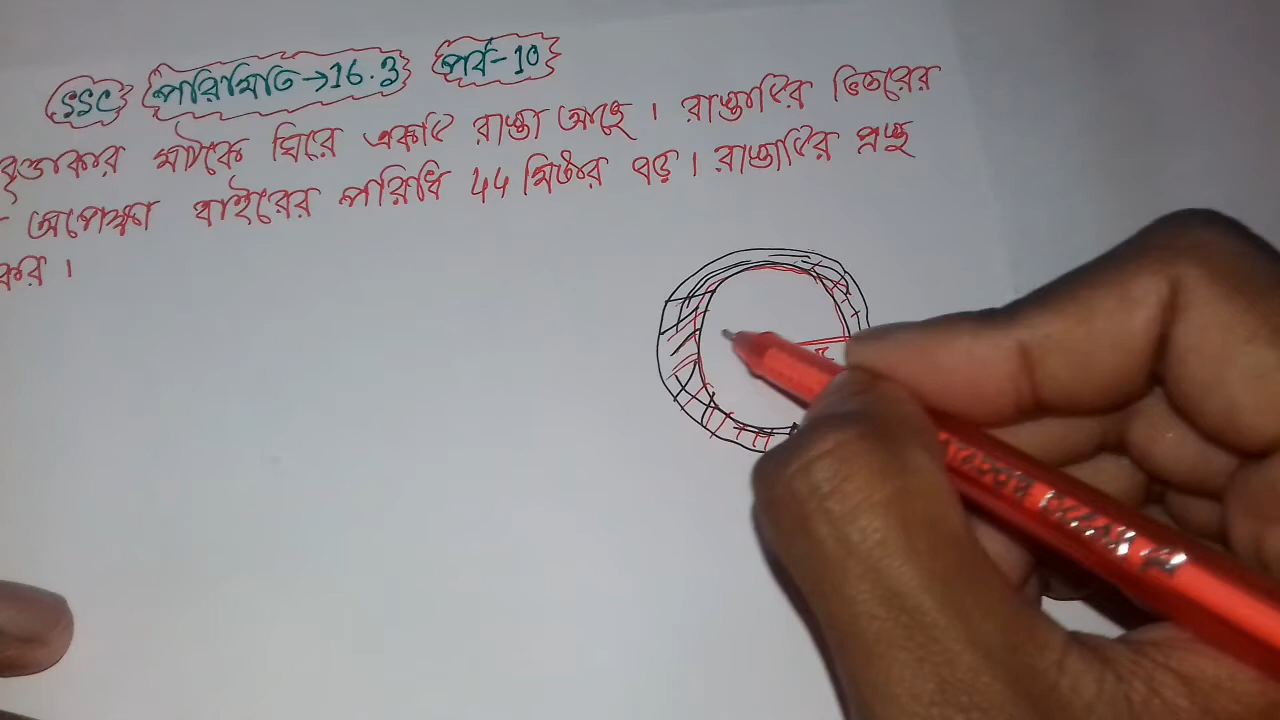 SSC পরিমিতি→16.3 পর্ব-10
বৃত্তাকার মাঠকে ঘিরে একটি রাস্তা আছে। রাস্তাটির ভিতরের
অপেক্ষা বাইরের পরিধি 44 মিটার বড়। রাস্তাটির প্রস্থ
কর।
r